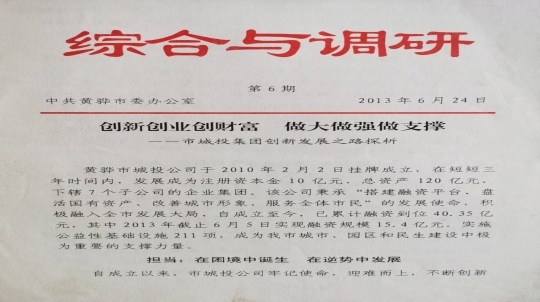 综合与调研
第6期
中共黄骅市委办公室 2013年6月24日
创新创业创财富 做大做强做支撑
——市城投集团创新发展之路探析
黄骅市城投公司于2010年2月2日挂牌成立，在短短三
年时间内，发展成为注册资本金10亿元，总资产120亿元，
下辖7个子公司的企业集团。该公司秉承“搭建融资平台，盘
活国有资产，改善城市形象，服务全体市民”的发展使命，积
极融入全市发展大局，自成立至今，已累计融资到位40.35亿
元，其中2013年截止6月5日实现融资规模15.4亿元，实施
公益性基础设施211项，成为我市城市、园区和民生建设中极
为重要的支撑力量。
担当：在困境中诞生 在逆势中发展
自成立以来，市城投公司牢记使命，迎难而上，不断创新